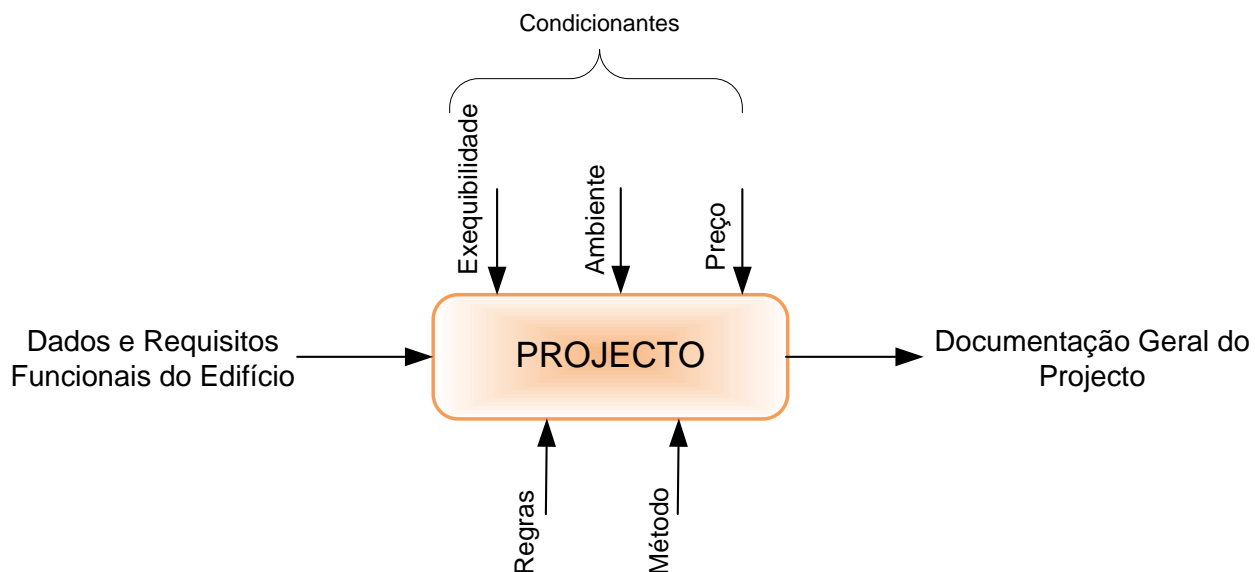 Condicionantes
Exequibilidade
Ambiente
Preço
Dados e Requisitos
Funcionais do Edifício
PROJECTO
Documentação Geral do
Projecto
Regras
Método